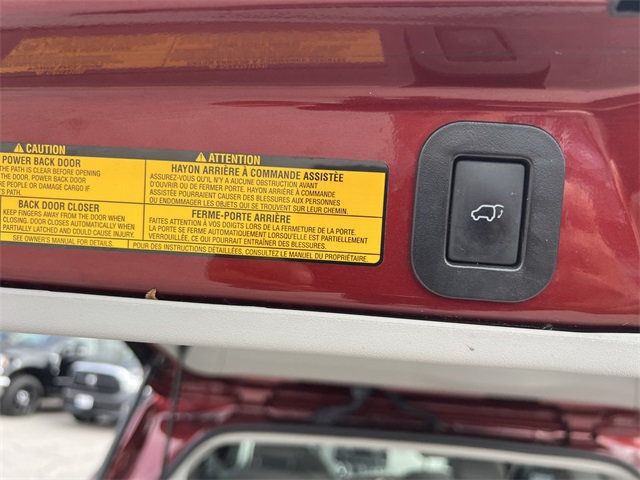 CAUTION
POWER BACK DOOR
THE PATH IS CLEAR BEFORE OPENING
THE DOOR. THE BACK DOOR COULD
PEOPLE OR DAMAGE CARGO IF
PATH.
BACK DOOR CLOSER
KEEP FINGERS AWAY FROM THE DOOR WHEN
CLOSING. DOOR CLOSES AUTOMATICALLY WHEN
PARTIALLY LATCHED AND COULD CAUSE INJURY.
SEE OWNER'S MANUAL FOR DETAILS.
ATTENTION
HAYON ARRIÈRE À COMMANDE ASSISTÉE
ASSUREZ-VOUS QU'IL N'Y A AUCUNE OBSTRUCTION AVANT
D'OUVRIR OU DE FERMER PORTE. HAYON ARRIÈRE À COMMANDE
ASSISTÉE POURRAIENT CAUSER DES BLESSURES AUX PERSONNES
OU ENDOMMAGER LES OBJETS QUI SE TROUVENT SUR LEUR CHEMIN.
FERME-PORTE ARRIÈRE
FAITES ATTENTION À VOS DOIGTS LORS DE LA FERMETURE DE LA PORTE.
LA PORTE SE FERME AUTOMATIQUEMENT LORSQU'ELLE EST PARTIELLEMENT
VERROUILLÉE, CE QUI POURRAIT ENTRAÎNER DES BLESSURES.
POUR DES INSTRUCTIONS DÉTAILLÉES, CONSULTEZ LE MANUEL DU PROPRIÉTAIRE.